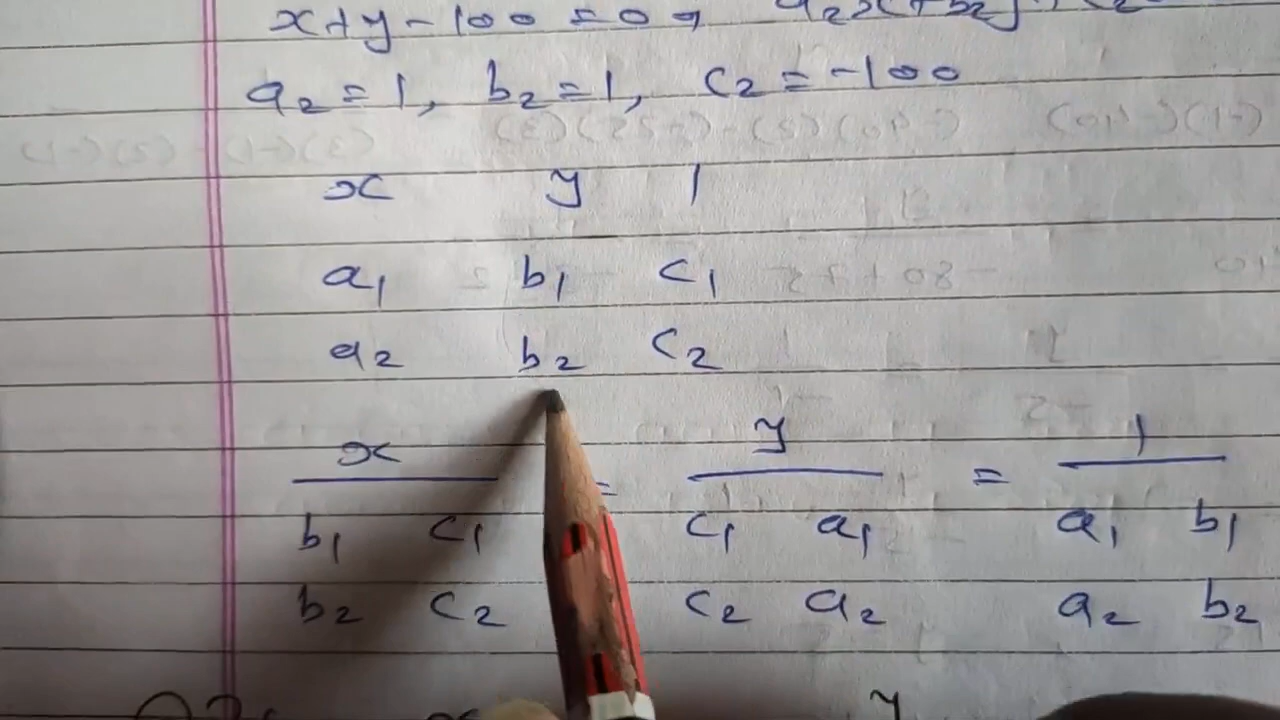 x+y-100=0,
a2=1, b2=1, c2=-100
x y 1
a1 b1 c1
a2 b2 c2
x = y = 1
b1 c1 c1 a1 a1 b1
b2 c2 c2 a2 a2 b2
y